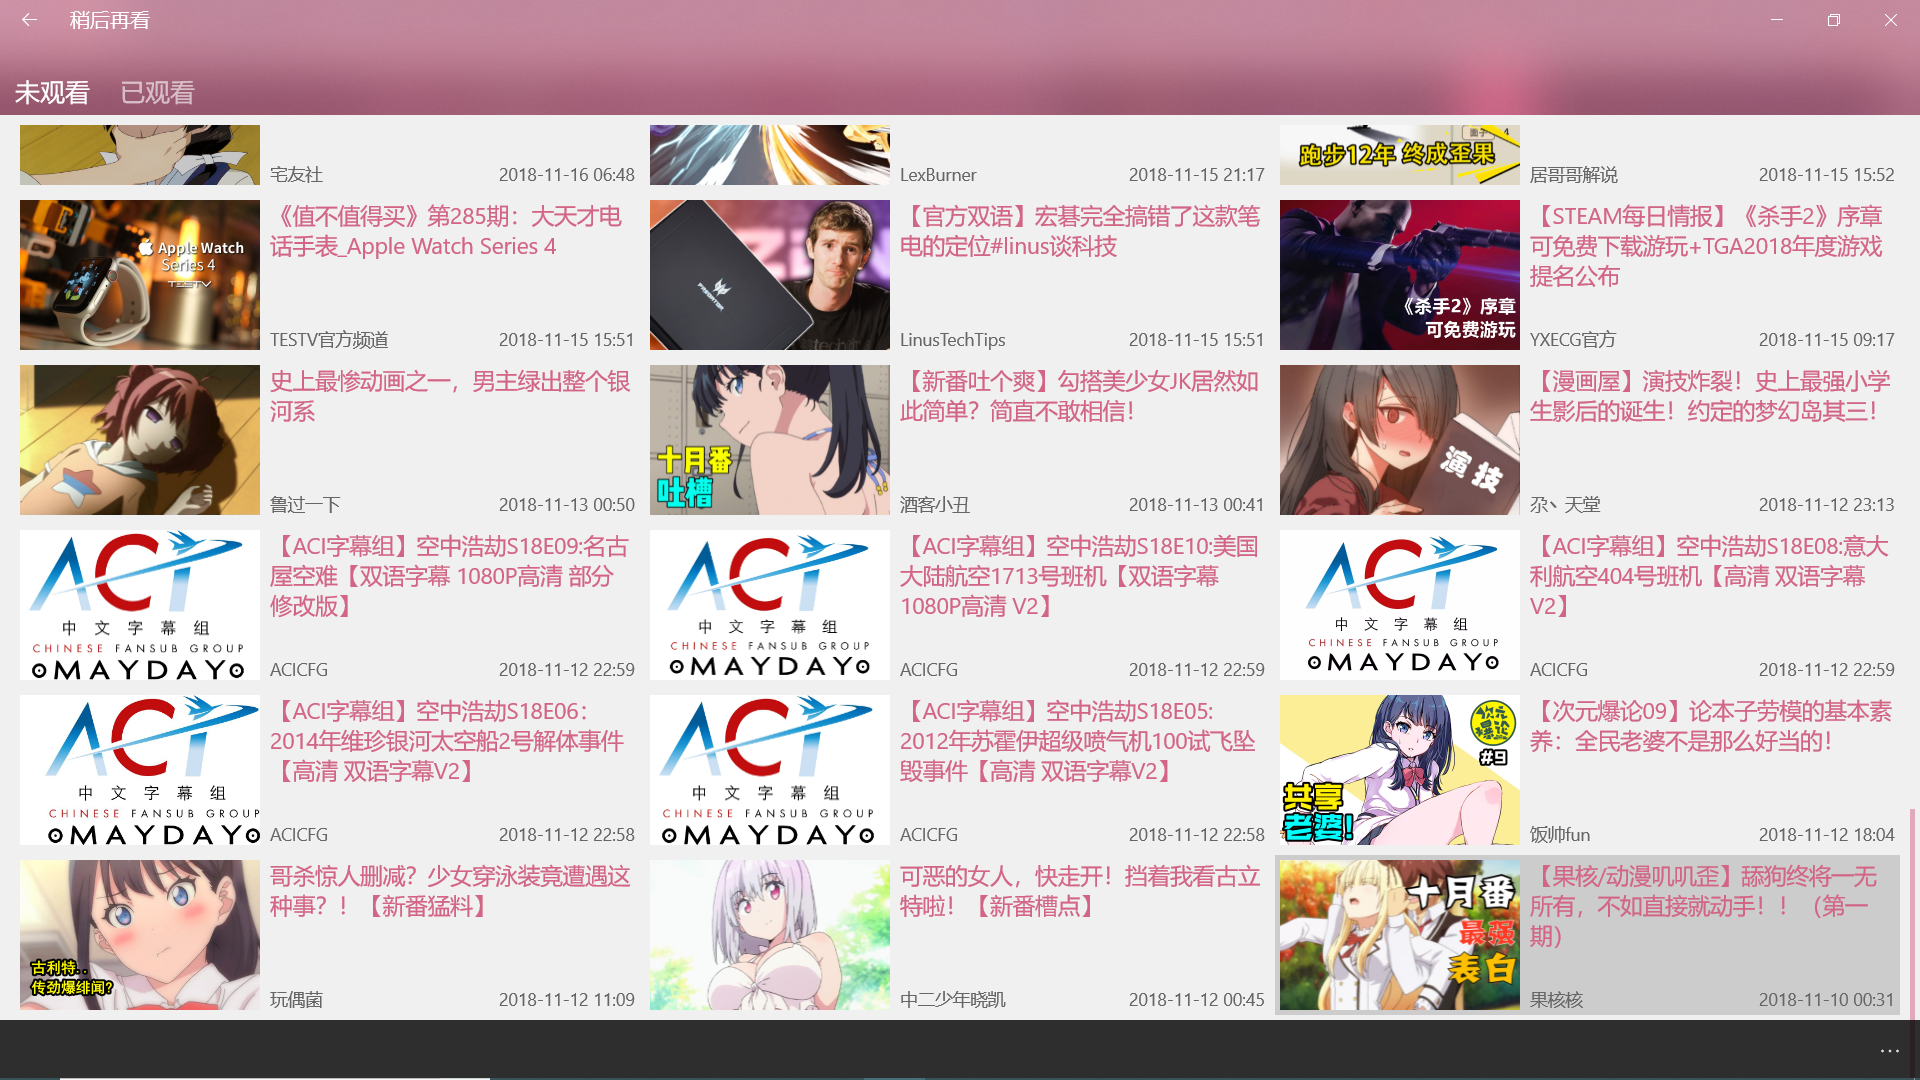 稍后再看
未观看 已观看
宅友社 2018-11-16 06:48
LexBurner 2018-11-15 21:17
跑步12年 终成歪果
居哥哥解说 2018-11-15 15:52
Apple Watch
Series 4
TESTV
《值不值得买》第285期：大天才电
话手表_Apple Watch Series 4
TESTV官方频道 2018-11-15 15:51
PREDATOR
【官方双语】宏碁完全搞错了这款笔
电的定位#linus谈科技
LinusTechTips 2018-11-15 15:51
《杀手2》序章
可免费游玩
【STEAM每日情报】《杀手2》序章
可免费下载游玩+TGA2018年度游戏
提名公布
YXECG官方 2018-11-15 09:17
史上最惨动画之一，男主绿出整个银
河系
鲁过一下 2018-11-13 00:50
十月番
吐槽
【新番吐个爽】勾搭美少女JK居然如
此简单？简直不敢相信！
酒客小丑 2018-11-13 00:41
演技
【漫画屋】演技炸裂！史上最强小学
生影后的诞生！约定的梦幻岛其三！
尕丶天堂 2018-11-12 23:13
ACI
中文字幕组
CHINESE FANSUB GROUP
MAYDAY
【ACI字幕组】空中浩劫S18E09:名古
屋空难【双语字幕 1080P高清 部分
修改版】
ACICFG 2018-11-12 22:59
ACI
中文字幕组
CHINESE FANSUB GROUP
MAYDAY
【ACI字幕组】空中浩劫S18E10:美国
大陆航空1713号班机【双语字幕
1080P高清 V2】
ACICFG 2018-11-12 22:59
ACI
中文字幕组
CHINESE FANSUB GROUP
MAYDAY
【ACI字幕组】空中浩劫S18E08:意大
利航空404号班机【高清 双语字幕
V2】
ACICFG 2018-11-12 22:59
ACI
中文字幕组
CHINESE FANSUB GROUP
MAYDAY
【ACI字幕组】空中浩劫S18E06：
2014年维珍银河太空船2号解体事件
【高清 双语字幕V2】
ACICFG 2018-11-12 22:58
ACI
中文字幕组
CHINESE FANSUB GROUP
MAYDAY
【ACI字幕组】空中浩劫S18E05:
2012年苏霍伊超级喷气机100试飞坠
毁事件【高清 双语字幕V2】
ACICFG 2018-11-12 22:58
次元爆论
#9
共享
老婆!
【次元爆论09】论本子劳模的基本素
养：全民老婆不是那么好当的！
饭帅fun 2018-11-12 18:04
古利特..
传劲爆绯闻?
哥杀惊人删减？少女穿泳装竟遭遇这
种事？！【新番猛料】
玩偶菌 2018-11-12 11:09
可恶的女人，快走开！挡着我看古立
特啦！【新番槽点】
中二少年晓凯 2018-11-12 00:45
十月番
最强
表白
【果核/动漫叽叽歪】舔狗终将一无
所有，不如直接就动手！！（第一
期）
果核核 2018-11-10 00:31